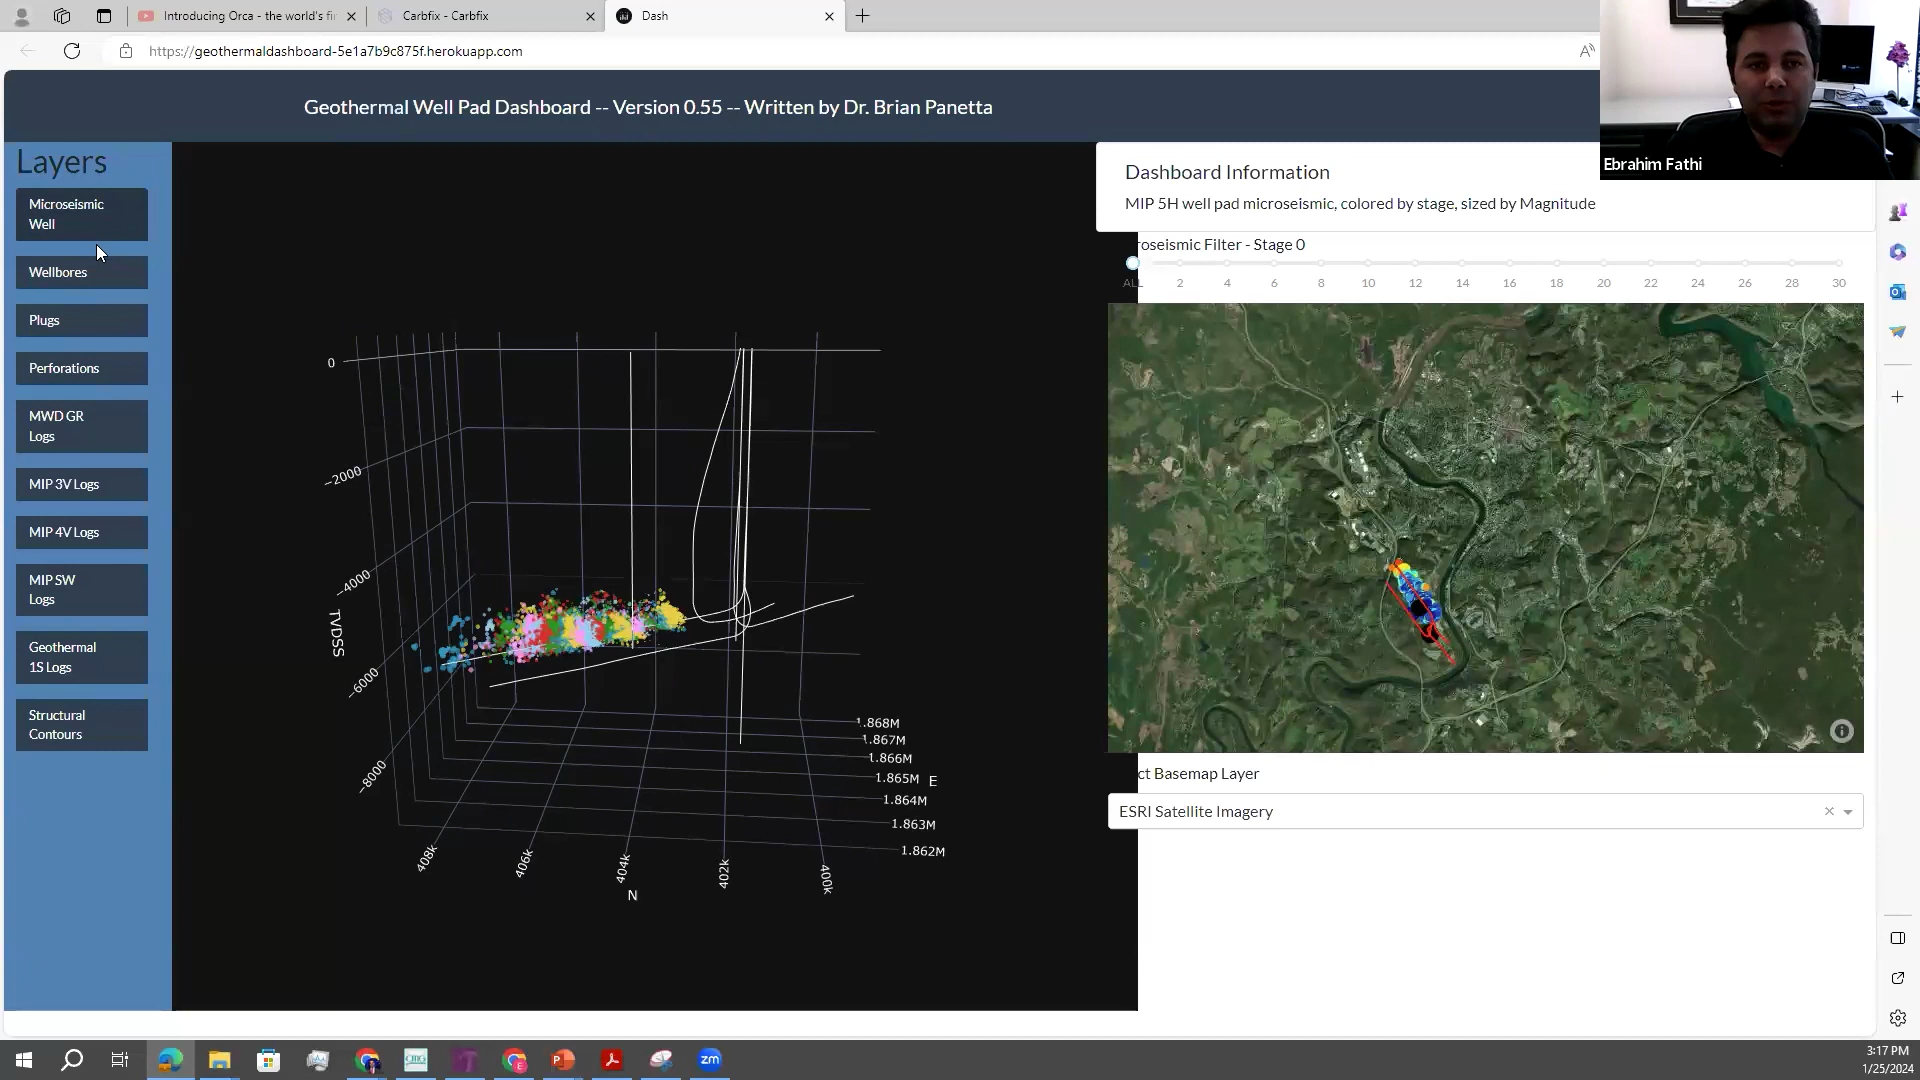 Introducing Orca - the world's fi
Carbfix - Carbfix
Dash
https://geothermaldashboard-5e1a7b9c875f.herokuapp.com
Geothermal Well Pad Dashboard -- Version 0.55 -- Written by Dr. Brian Panetta
Ebrahim Fathi
Layers
Microseismic
Well
Wellbores
Plugs
Perforations
MWD GR
Logs
MIP 3V Logs
MIP 4V Logs
MIP SW
Logs
Geothermal
1S Logs
Structural
Contours
0
−2000
−4000
−6000
−8000
TVDSS
1.868M
1.867M
1.866M
1.865M
1.864M
1.863M
1.862M
E
408k
406k
404k
402k
400k
N
Dashboard Information
MIP 5H well pad microseismic, colored by stage, sized by Magnitude
roseismic Filter - Stage 0
ALL 2 4 6 8 10 12 14 16 18 20 22 24 26 28 30
ct Basemap Layer
ESRI Satellite Imagery
CMG
zm
3:17 PM
1/25/2024